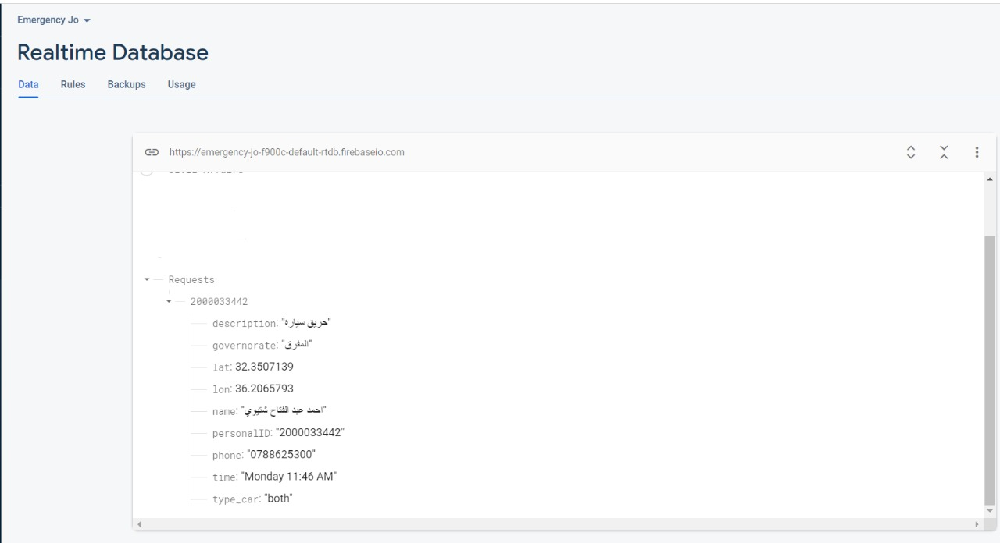 Emergency Jo
Realtime Database
Data Rules Backups Usage
https://emergency-jo-f900c-default-rtdb.firebaseio.com
Requests
2000033442
description: "حريق سياره"
governorate: "المفرق"
lat: 32.3507139
lon: 36.2065793
name: "احمد عبد الفتاح شتيوي"
personalID: "2000033442"
phone: "0788625300"
time: "Monday 11:46 AM"
type_car: "both"